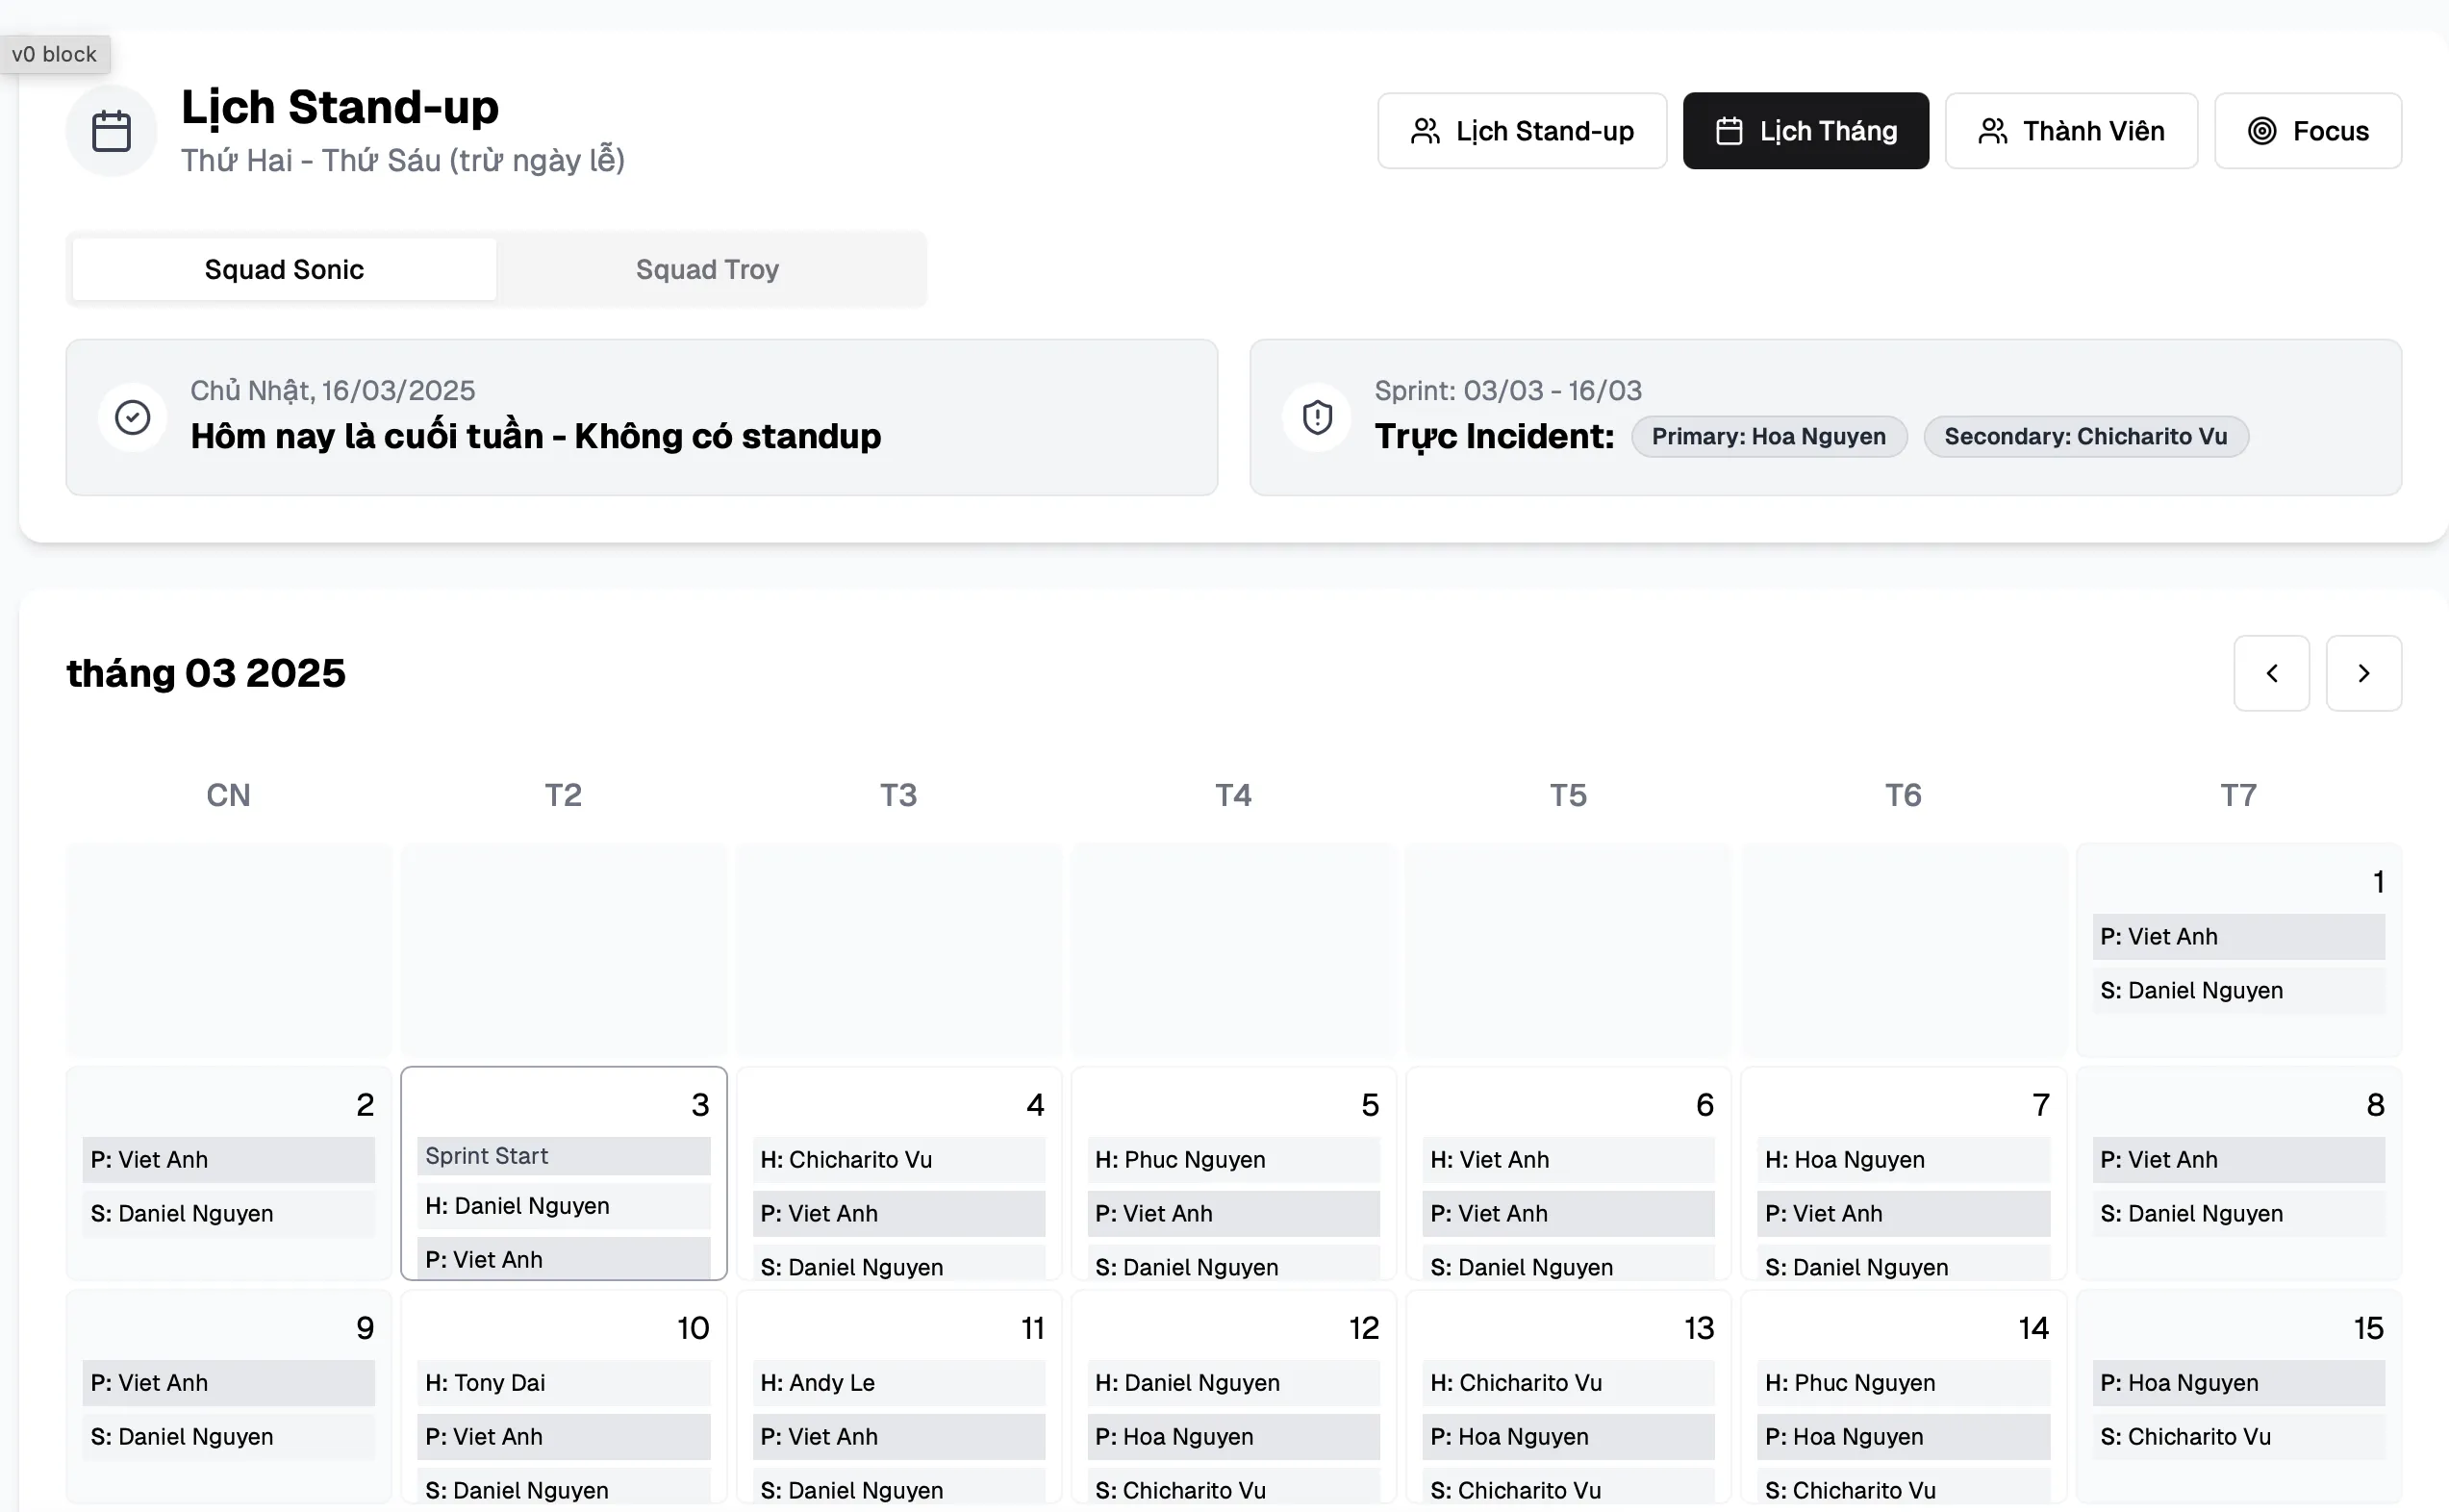 v0 block
Lịch Stand-up
Thứ Hai - Thứ Sáu (trừ ngày lễ)
Lịch Stand-up
Lịch Tháng
Thành Viên
Focus
Squad Sonic
Squad Troy
Chủ Nhật, 16/03/2025
Hôm nay là cuối tuần - Không có standup
Sprint: 03/03 - 16/03
Trực Incident: Primary: Hoa Nguyen Secondary: Chicharito Vu
tháng 03 2025
CN T2 T3 T4 T5 T6 T7
1
P: Viet Anh
S: Daniel Nguyen
2
P: Viet Anh
S: Daniel Nguyen
3
Sprint Start
H: Daniel Nguyen
P: Viet Anh
4
H: Chicharito Vu
P: Viet Anh
S: Daniel Nguyen
5
H: Phuc Nguyen
P: Viet Anh
S: Daniel Nguyen
6
H: Viet Anh
P: Viet Anh
S: Daniel Nguyen
7
H: Hoa Nguyen
P: Viet Anh
S: Daniel Nguyen
8
P: Viet Anh
S: Daniel Nguyen
9
P: Viet Anh
S: Daniel Nguyen
10
H: Tony Dai
P: Viet Anh
S: Daniel Nguyen
11
H: Andy Le
P: Viet Anh
S: Daniel Nguyen
12
H: Daniel Nguyen
P: Hoa Nguyen
S: Chicharito Vu
13
H: Chicharito Vu
P: Hoa Nguyen
S: Chicharito Vu
14
H: Phuc Nguyen
P: Hoa Nguyen
S: Chicharito Vu
15
P: Hoa Nguyen
S: Chicharito Vu